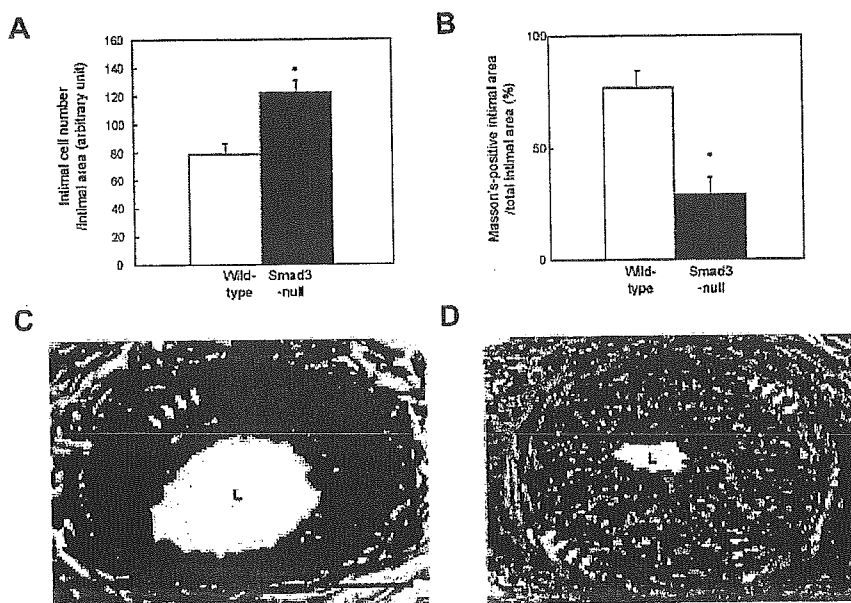 A
Intimal cell number
/intimal area (arbitrary unit)
160
140
120
100
80
60
40
20
0
*
Wild-
type
Smad3
-null
B
Masson's-positive intimal area
/total intimal area (%)
100
50
0
*
Wild-
type
Smad3
-null
C
L
D
L